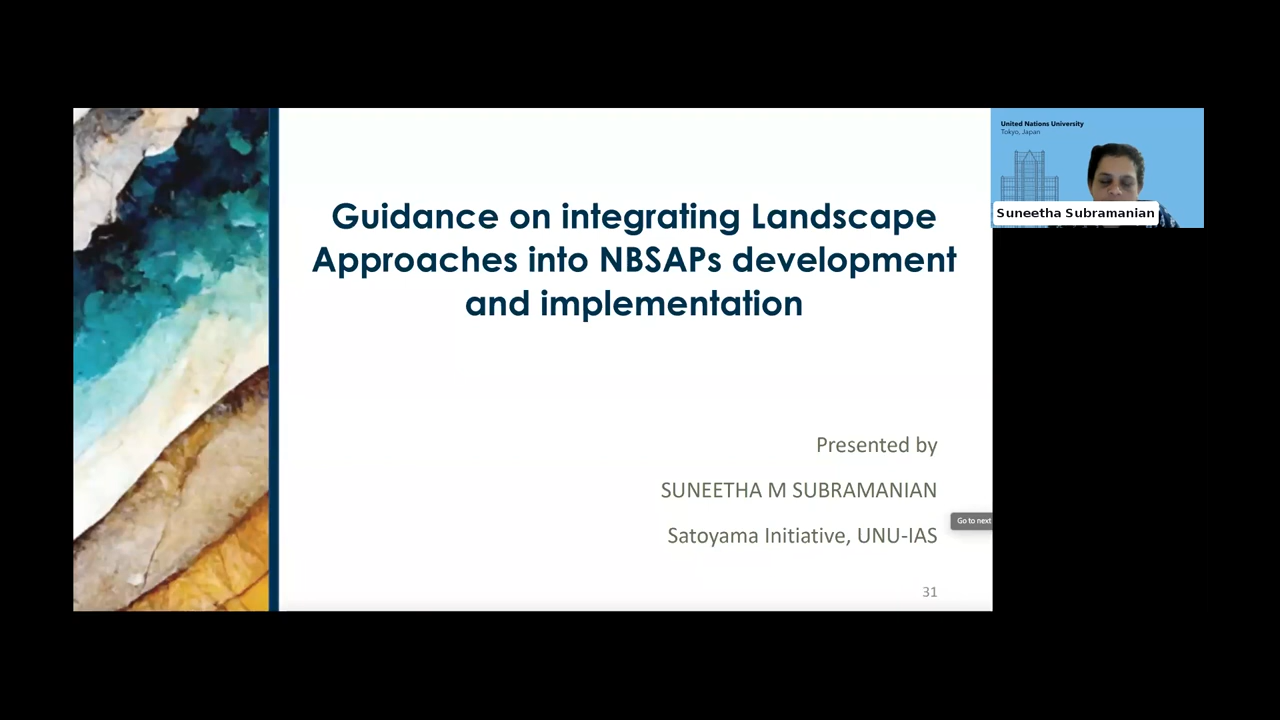 Guidance on integrating Landscape
Approaches into NBSAPs development
and implementation
Presented by
SUNEETHA M SUBRAMANIAN
Satoyama Initiative, UNU-IAS
31
Go to next
United Nations University
Tokyo, Japan
Suneetha Subramanian